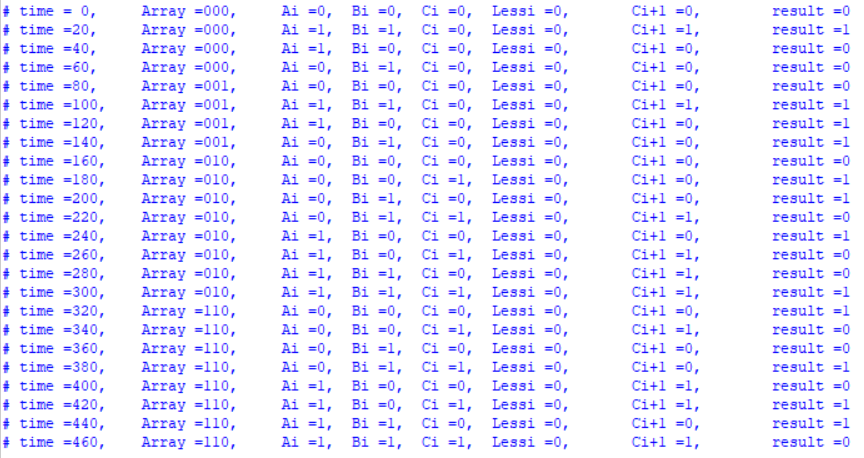 # time = 0, Array =000, Ai =0, Bi =0, Ci =0, Lessi =0, Ci+1 =0, result =0
# time =20, Array =000, Ai =1, Bi =1, Ci =0, Lessi =0, Ci+1 =1, result =1
# time =40, Array =000, Ai =1, Bi =0, Ci =0, Lessi =0, Ci+1 =0, result =0
# time =60, Array =000, Ai =0, Bi =1, Ci =0, Lessi =0, Ci+1 =0, result =0
# time =80, Array =001, Ai =0, Bi =0, Ci =0, Lessi =0, Ci+1 =0, result =0
# time =100, Array =001, Ai =1, Bi =1, Ci =0, Lessi =0, Ci+1 =1, result =1
# time =120, Array =001, Ai =1, Bi =0, Ci =0, Lessi =0, Ci+1 =0, result =1
# time =140, Array =001, Ai =0, Bi =1, Ci =0, Lessi =0, Ci+1 =0, result =1
# time =160, Array =010, Ai =0, Bi =0, Ci =0, Lessi =0, Ci+1 =0, result =0
# time =180, Array =010, Ai =0, Bi =0, Ci =1, Lessi =0, Ci+1 =0, result =1
# time =200, Array =010, Ai =0, Bi =1, Ci =0, Lessi =0, Ci+1 =0, result =1
# time =220, Array =010, Ai =0, Bi =1, Ci =1, Lessi =0, Ci+1 =1, result =0
# time =240, Array =010, Ai =1, Bi =0, Ci =0, Lessi =0, Ci+1 =0, result =1
# time =260, Array =010, Ai =1, Bi =0, Ci =1, Lessi =0, Ci+1 =1, result =0
# time =280, Array =010, Ai =1, Bi =1, Ci =0, Lessi =0, Ci+1 =1, result =0
# time =300, Array =010, Ai =1, Bi =1, Ci =1, Lessi =0, Ci+1 =1, result =1
# time =320, Array =110, Ai =0, Bi =0, Ci =0, Lessi =0, Ci+1 =0, result =1
# time =340, Array =110, Ai =0, Bi =0, Ci =1, Lessi =0, Ci+1 =1, result =0
# time =360, Array =110, Ai =0, Bi =1, Ci =0, Lessi =0, Ci+1 =0, result =0
# time =380, Array =110, Ai =0, Bi =1, Ci =1, Lessi =0, Ci+1 =0, result =1
# time =400, Array =110, Ai =1, Bi =0, Ci =0, Lessi =0, Ci+1 =1, result =0
# time =420, Array =110, Ai =1, Bi =0, Ci =1, Lessi =0, Ci+1 =1, result =1
# time =440, Array =110, Ai =1, Bi =1, Ci =0, Lessi =0, Ci+1 =0, result =1
# time =460, Array =110, Ai =1, Bi =1, Ci =1, Lessi =0, Ci+1 =1, result =0